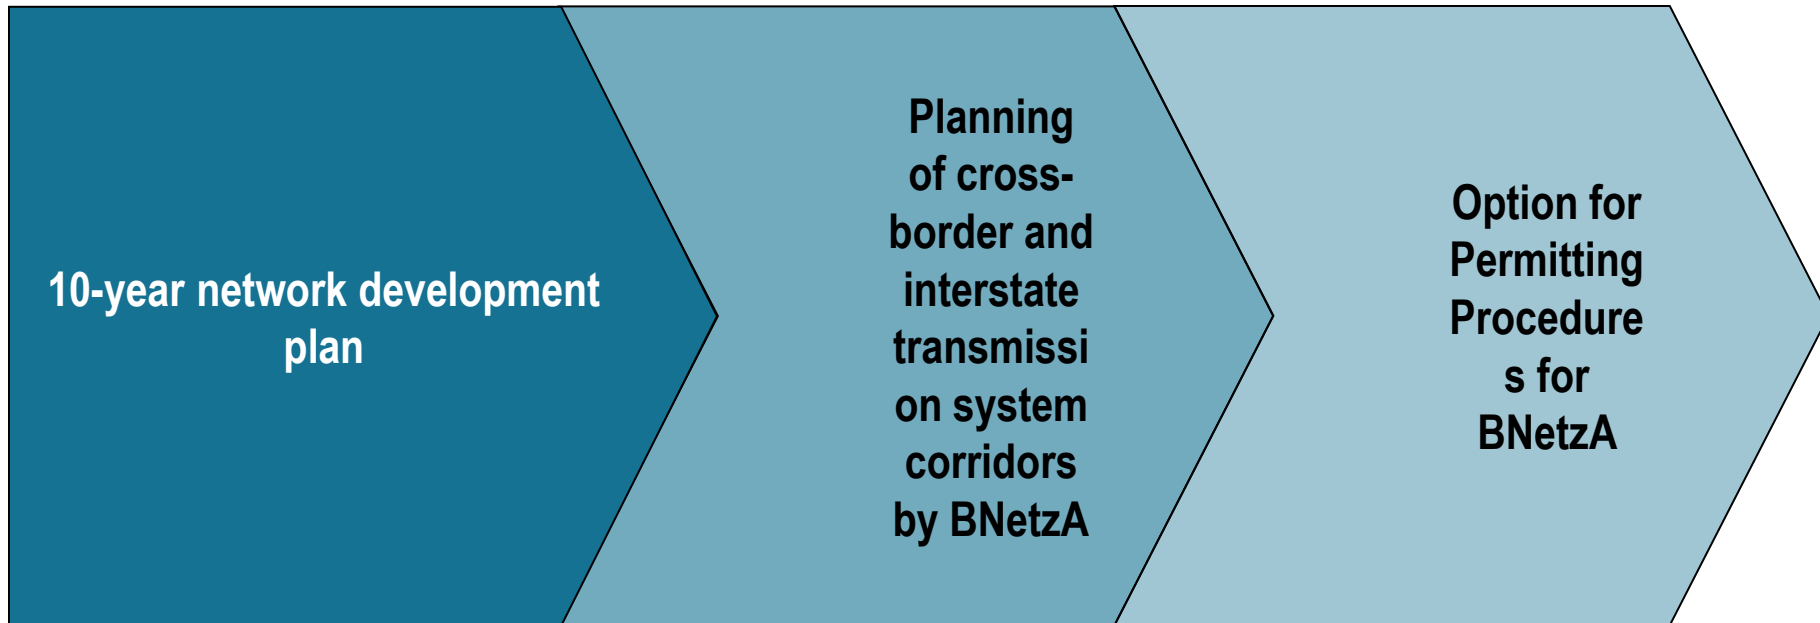 10-year network development
plan
Planning
of cross-
border and
interstate
transmissi
on system
corridors
by BNetzA
Option for
Permitting
Procedure
s for
BNetzA